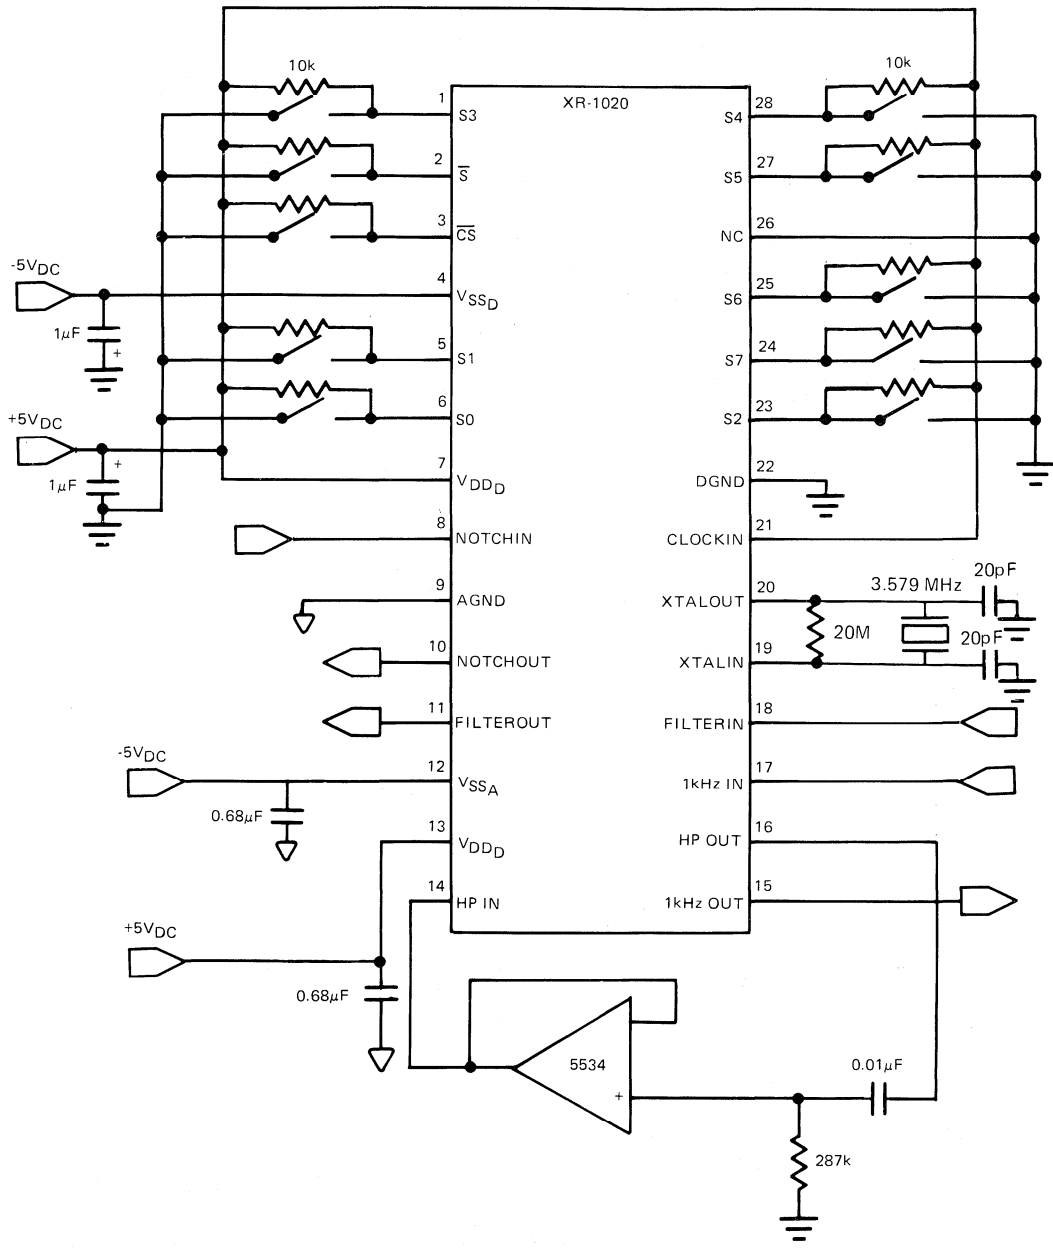 10k
10k
XR-1020
1
S3
28
S4
2
S
27
S5
3
CS
26
NC
-5VDC
4
VSSD
25
S6
1µF
+
5
S1
24
S7
6
S0
23
S2
+5VDC
+
1µF
7
VDDD
22
DGND
8
NOTCHIN
21
CLOCKIN
9
AGND
20
XTALOUT
3.579 MHz
20pF
20M
20pF
10
NOTCHOUT
19
XTALIN
11
FILTEROUT
18
FILTERIN
-5VDC
12
VSSA
17
1kHz IN
0.68µF
13
VDDD
16
HP OUT
14
HP IN
15
1kHz OUT
+5VDC
0.68µF
5534
+
0.01µF
287k